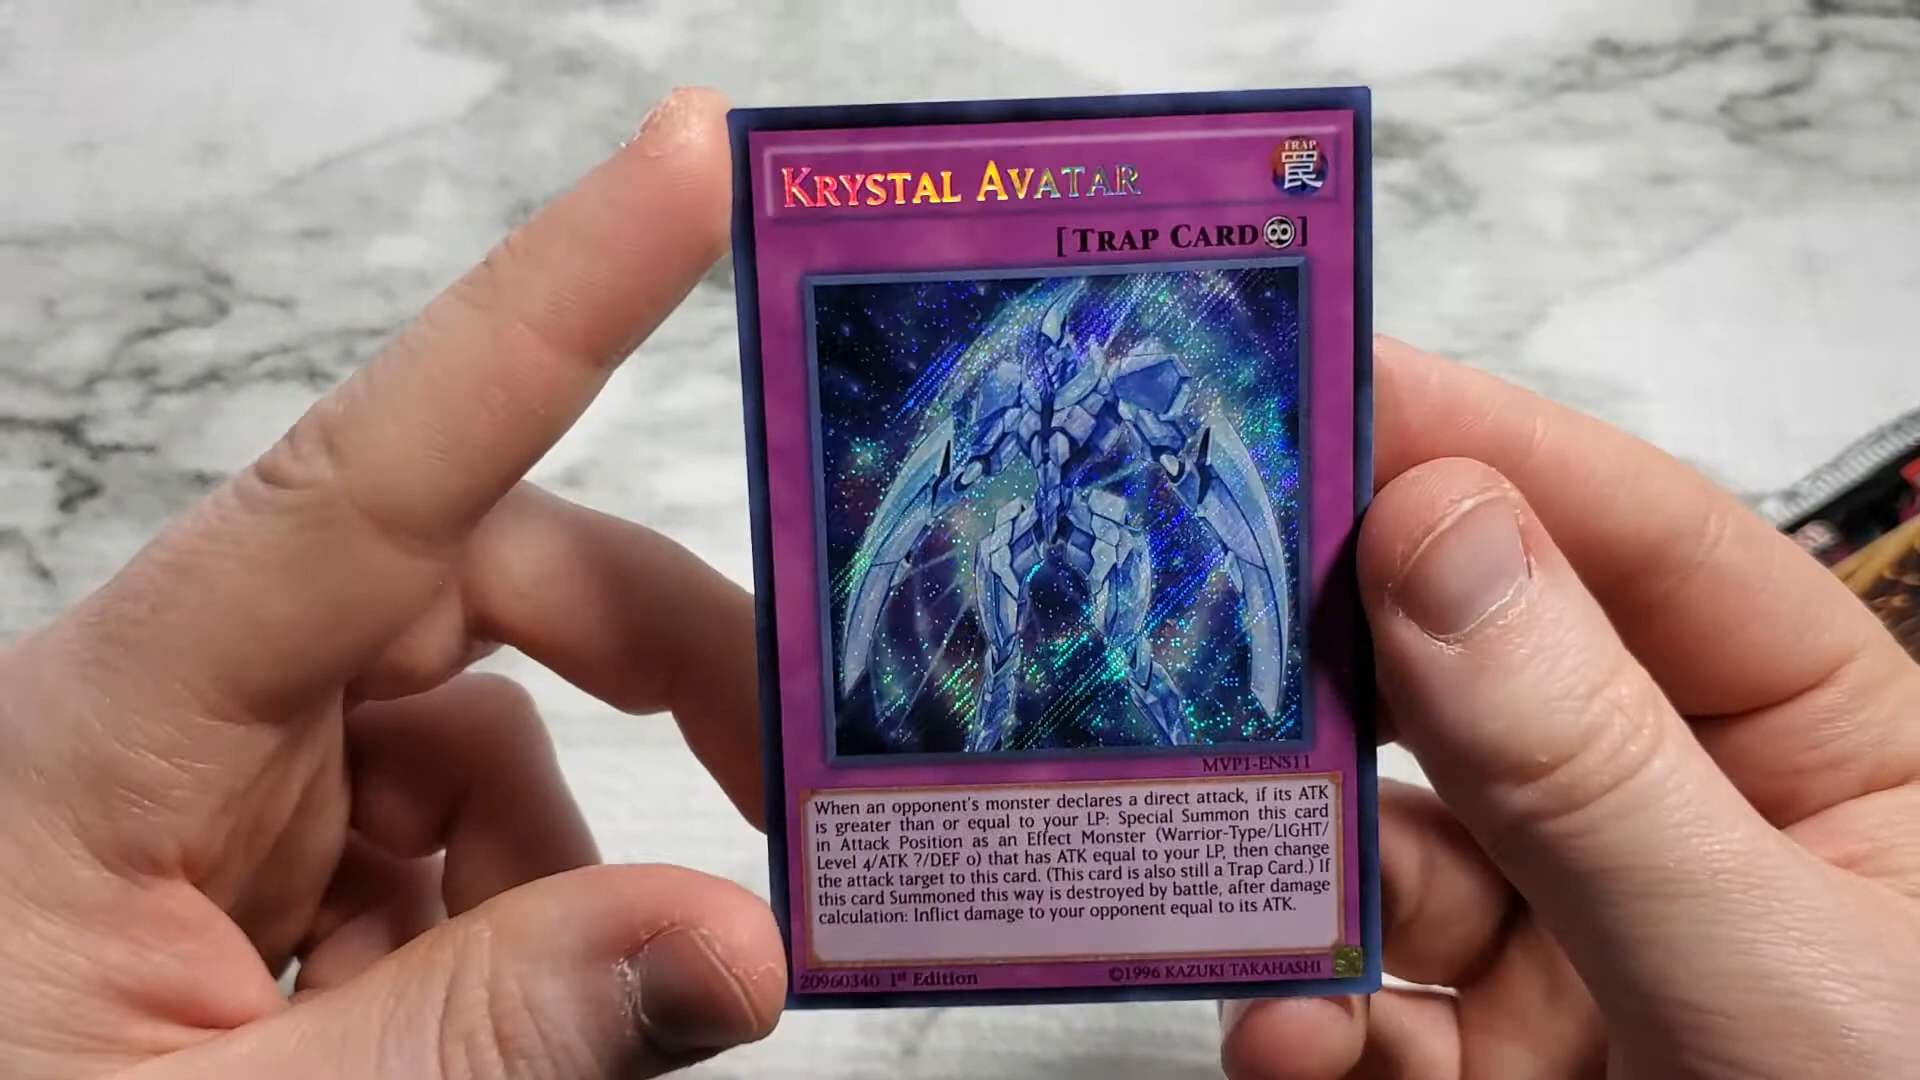 KRYSTAL AVATAR
TRAP
罠
[TRAP CARD♾]
MVP1-ENS11
When an opponent's monster declares a direct attack, if its ATK
is greater than or equal to your LP: Special Summon this card
in Attack Position as an Effect Monster (Warrior-Type/LIGHT/
Level 4/ATK ?/DEF 0) that has ATK equal to your LP, then change
the attack target to this card. (This card is also still a Trap Card.) If
this card Summoned this way is destroyed by battle, after damage
calculation: Inflict damage to your opponent equal to its ATK.
20960340 1st Edition
©1996 KAZUKI TAKAHASHI